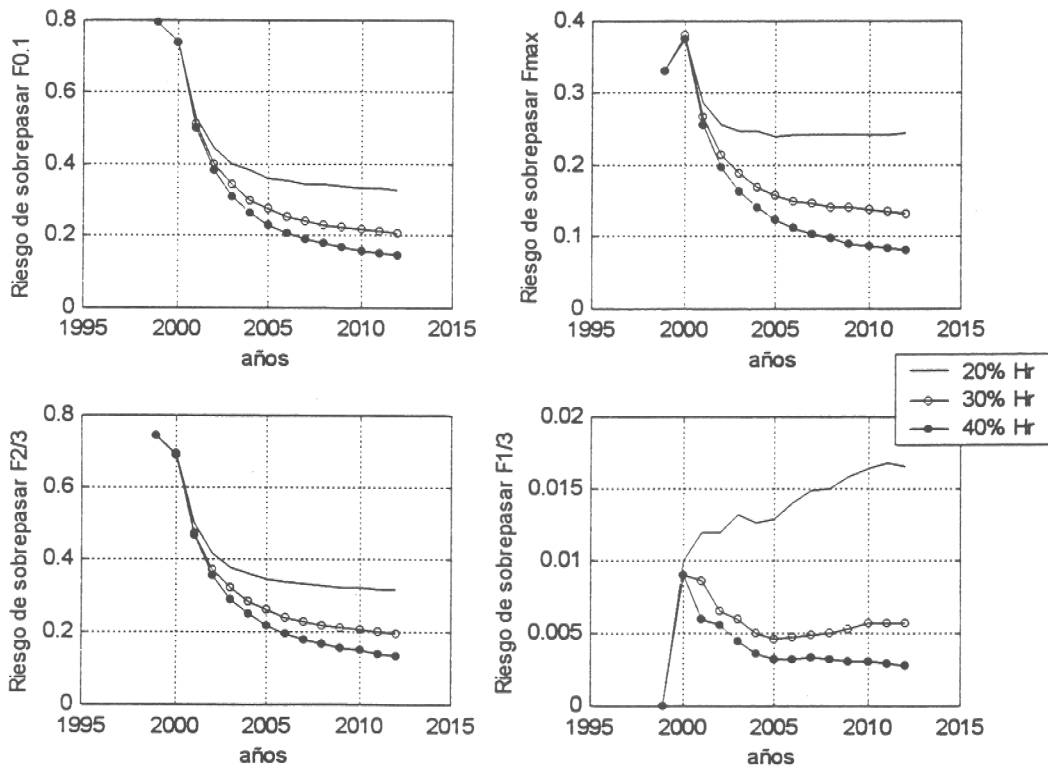 Riesgo de sobrepasar F0.1
0.8
0.6
0.4
0.2
0
1995 2000 2005 2010 2015
años
Riesgo de sobrepasar Fmax
0.4
0.3
0.2
0.1
0
1995 2000 2005 2010 2015
años
20% Hr
30% Hr
40% Hr
Riesgo de sobrepasar F2/3
0.8
0.6
0.4
0.2
0
1995 2000 2005 2010 2015
años
Riesgo de sobrepasar F1/3
0.02
0.015
0.01
0.005
0
1995 2000 2005 2010 2015
años